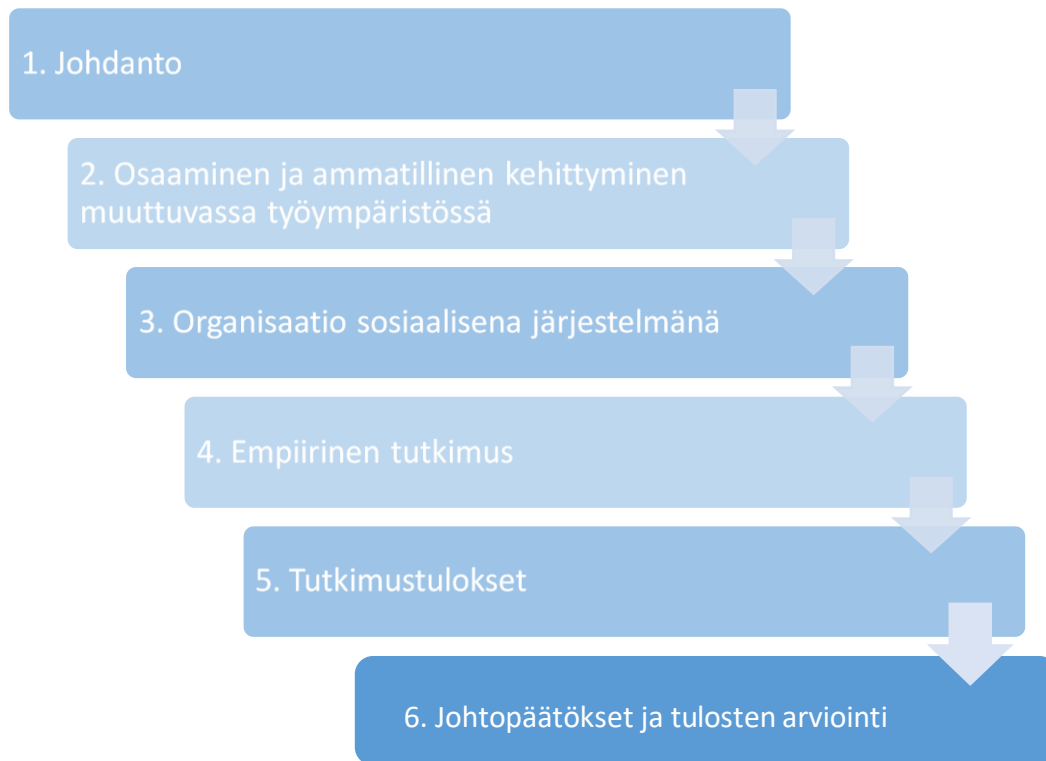 1. Johdanto
2. Osaaminen ja ammatillinen kehittyminen
muuttuvassa työympäristössä
3. Organisaatio sosiaalisena järjestelmänä
4. Empiirinen tutkimus
5. Tutkimustulokset
6. Johtopäätökset ja tulosten arviointi